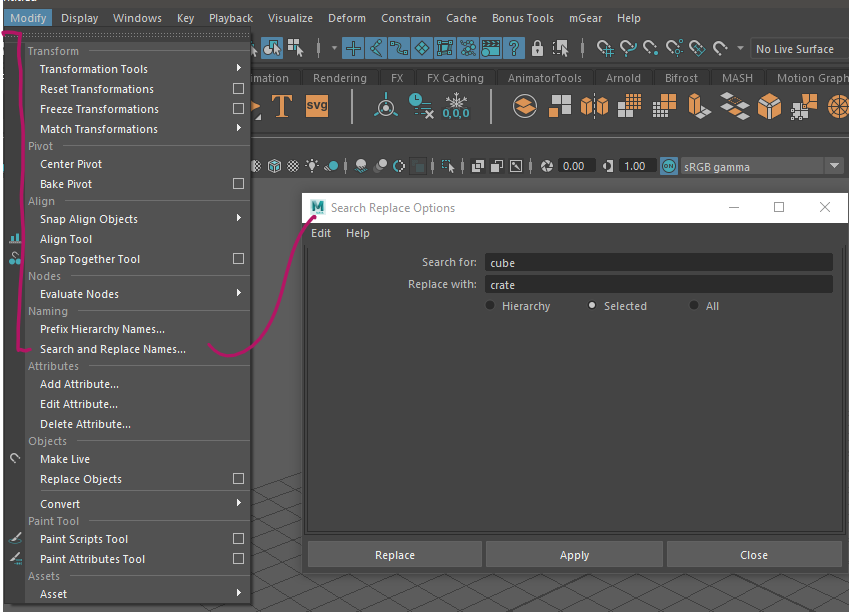 Modify Display Windows Key Playback Visualize Deform Constrain Cache Bonus Tools mGear Help
No Live Surface
Rendering FX FX Caching AnimatorTools Arnold Bifrost MASH Motion Graph
T svg 0,0,0
0.00 1.00 ON sRGB gamma
Transform
Transformation Tools
Reset Transformations
Freeze Transformations
Match Transformations
Pivot
Center Pivot
Bake Pivot
Align
Snap Align Objects
Align Tool
Snap Together Tool
Nodes
Evaluate Nodes
Naming
Prefix Hierarchy Names...
Search and Replace Names...
Attributes
Add Attribute...
Edit Attribute...
Delete Attribute...
Objects
Make Live
Replace Objects
Convert
Paint Tool
Paint Scripts Tool
Paint Attributes Tool
Assets
Asset
M Search Replace Options
Edit Help
Search for: cube
Replace with: crate
Hierarchy Selected All
Replace Apply Close